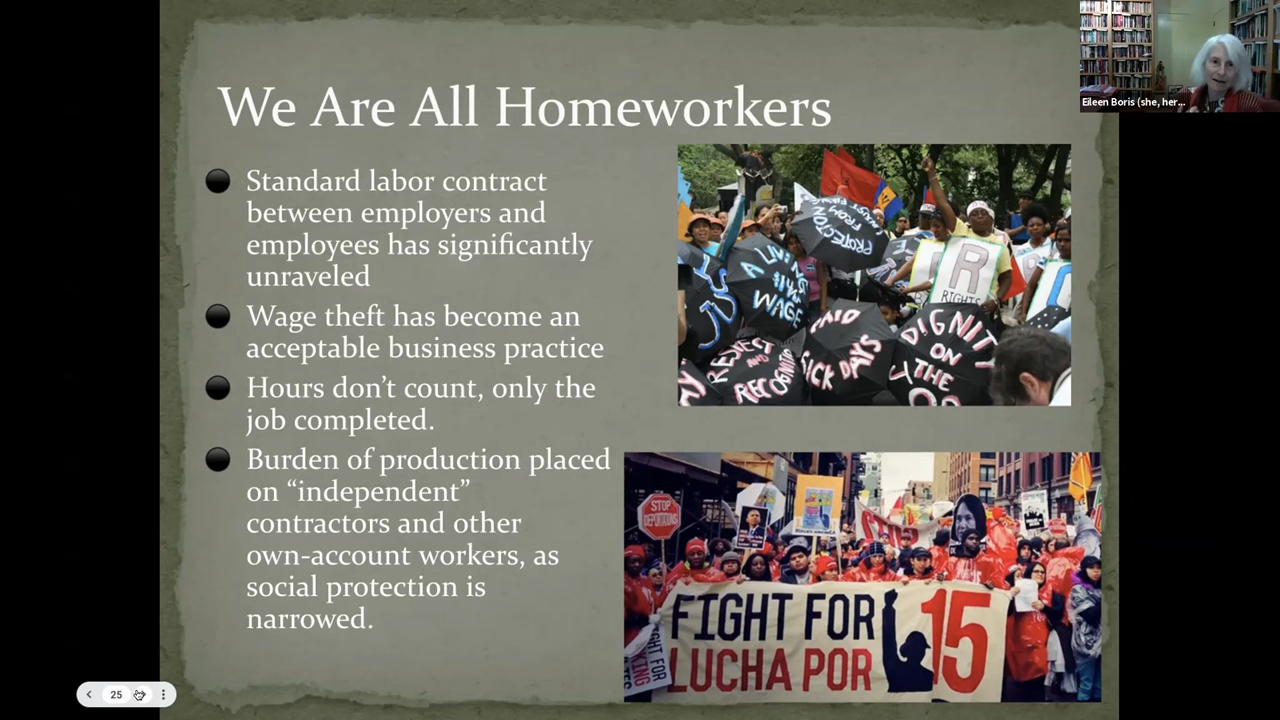 We Are All Homeworkers
Eileen Boris (she, her...
Standard labor contract
between employers and
employees has significantly
unraveled
Wage theft has become an
acceptable business practice
Hours don't count, only the
job completed.
Burden of production placed
on “independent”
contractors and other
own-account workers, as
social protection is
narrowed.
PROTECTION
FROM
A LIVING
WAGE
R
RIGHTS
PAID
SICK DAYS
RESPECT
AND
DIGNITY
ON
THE
STOP
DEPORTATIONS
FIGHT FOR 15
LUCHA POR
25